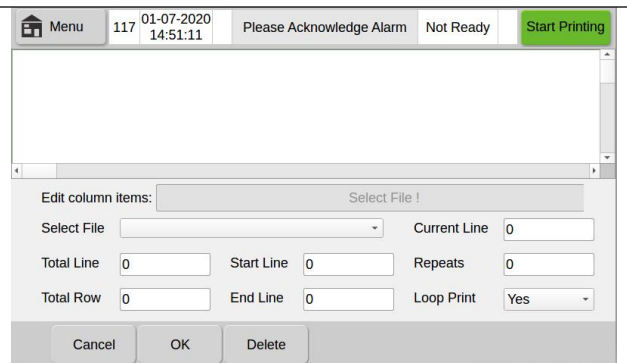 Menu 117 01-07-2020 14:51:11 Please Acknowledge Alarm Not Ready Start Printing
Edit column items: Select File !
Select File Current Line 0
Total Line 0 Start Line 0 Repeats 0
Total Row 0 End Line 0 Loop Print Yes
Cancel OK Delete